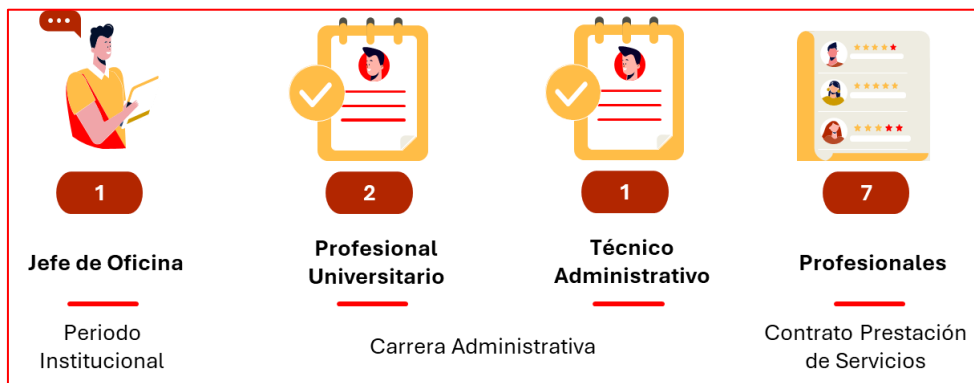 1
2
1
7
Jefe de Oficina
Profesional
Universitario
Técnico
Administrativo
Profesionales
Periodo
Institucional
Carrera Administrativa
Contrato Prestación
de Servicios